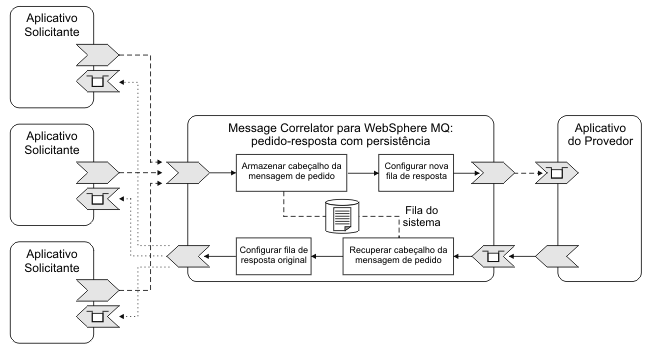 Aplicativo
Solicitante
Aplicativo
Solicitante
Aplicativo
Solicitante
Message Correlator para WebSphere MQ:
pedido-resposta com persistência
Armazenar cabeçalho da
mensagem de pedido
Configurar nova
fila de resposta
Fila do
sistema
Configurar fila de
resposta original
Recuperar cabeçalho da
mensagem de pedido
Aplicativo
do Provedor